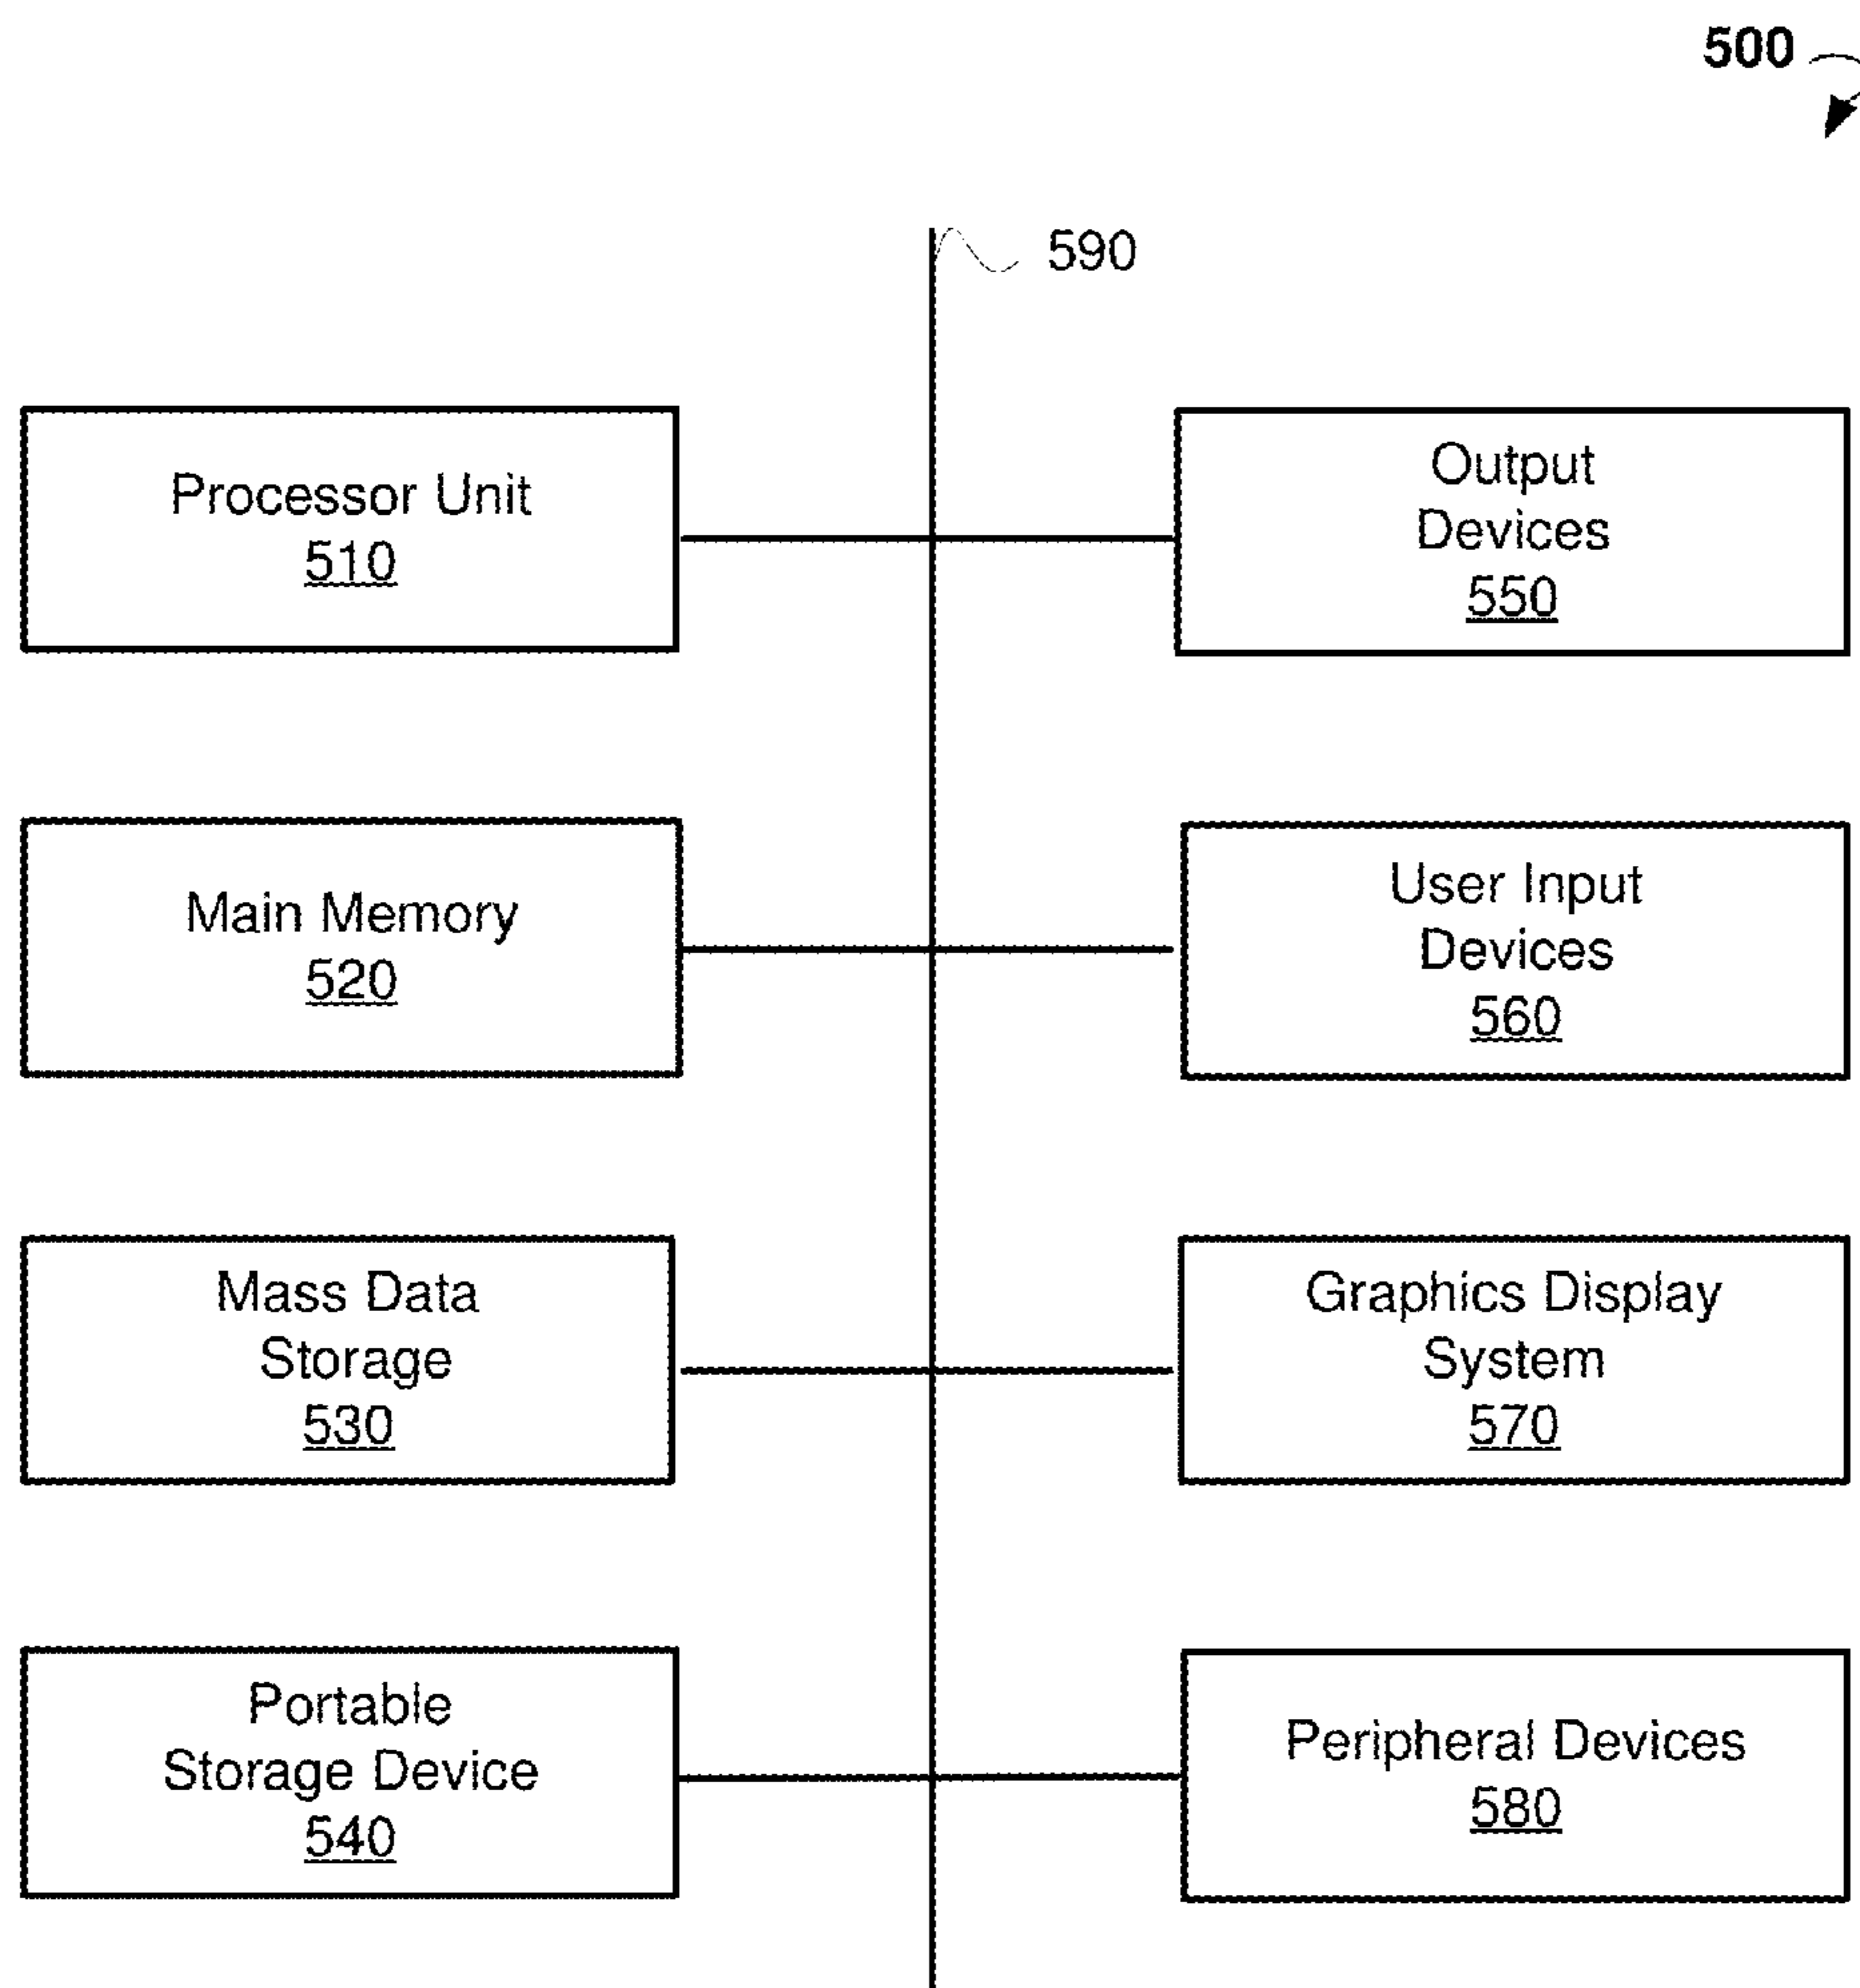 500
590
Processor Unit
510
Output
Devices
550
Main Memory
520
User Input
Devices
560
Mass Data
Storage
530
Graphics Display
System
570
Portable
Storage Device
540
Peripheral Devices
580